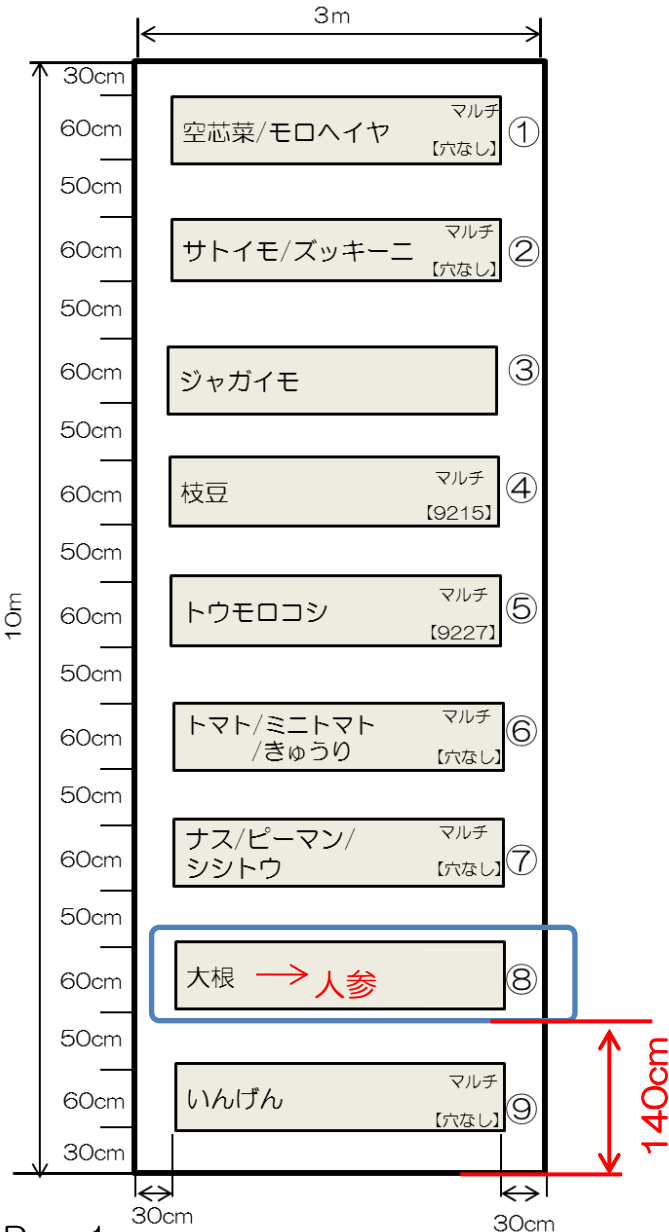 3m
30cm
60cm
空芯菜/モロヘイヤ
マルチ
【穴なし】
①
50cm
60cm
サトイモ/ズッキーニ
マルチ
【穴なし】
②
50cm
60cm
ジャガイモ
③
50cm
60cm
枝豆
マルチ
【9215】
④
50cm
10m
60cm
トウモロコシ
マルチ
【9227】
⑤
50cm
60cm
トマト/ミニトマト
/きゅうり
マルチ
【穴なし】
⑥
50cm
60cm
ナス/ピーマン/
シシトウ
マルチ
【穴なし】
⑦
50cm
60cm
大根 → 人参
⑧
50cm
140cm
60cm
いんげん
マルチ
【穴なし】
⑨
30cm
30cm
30cm